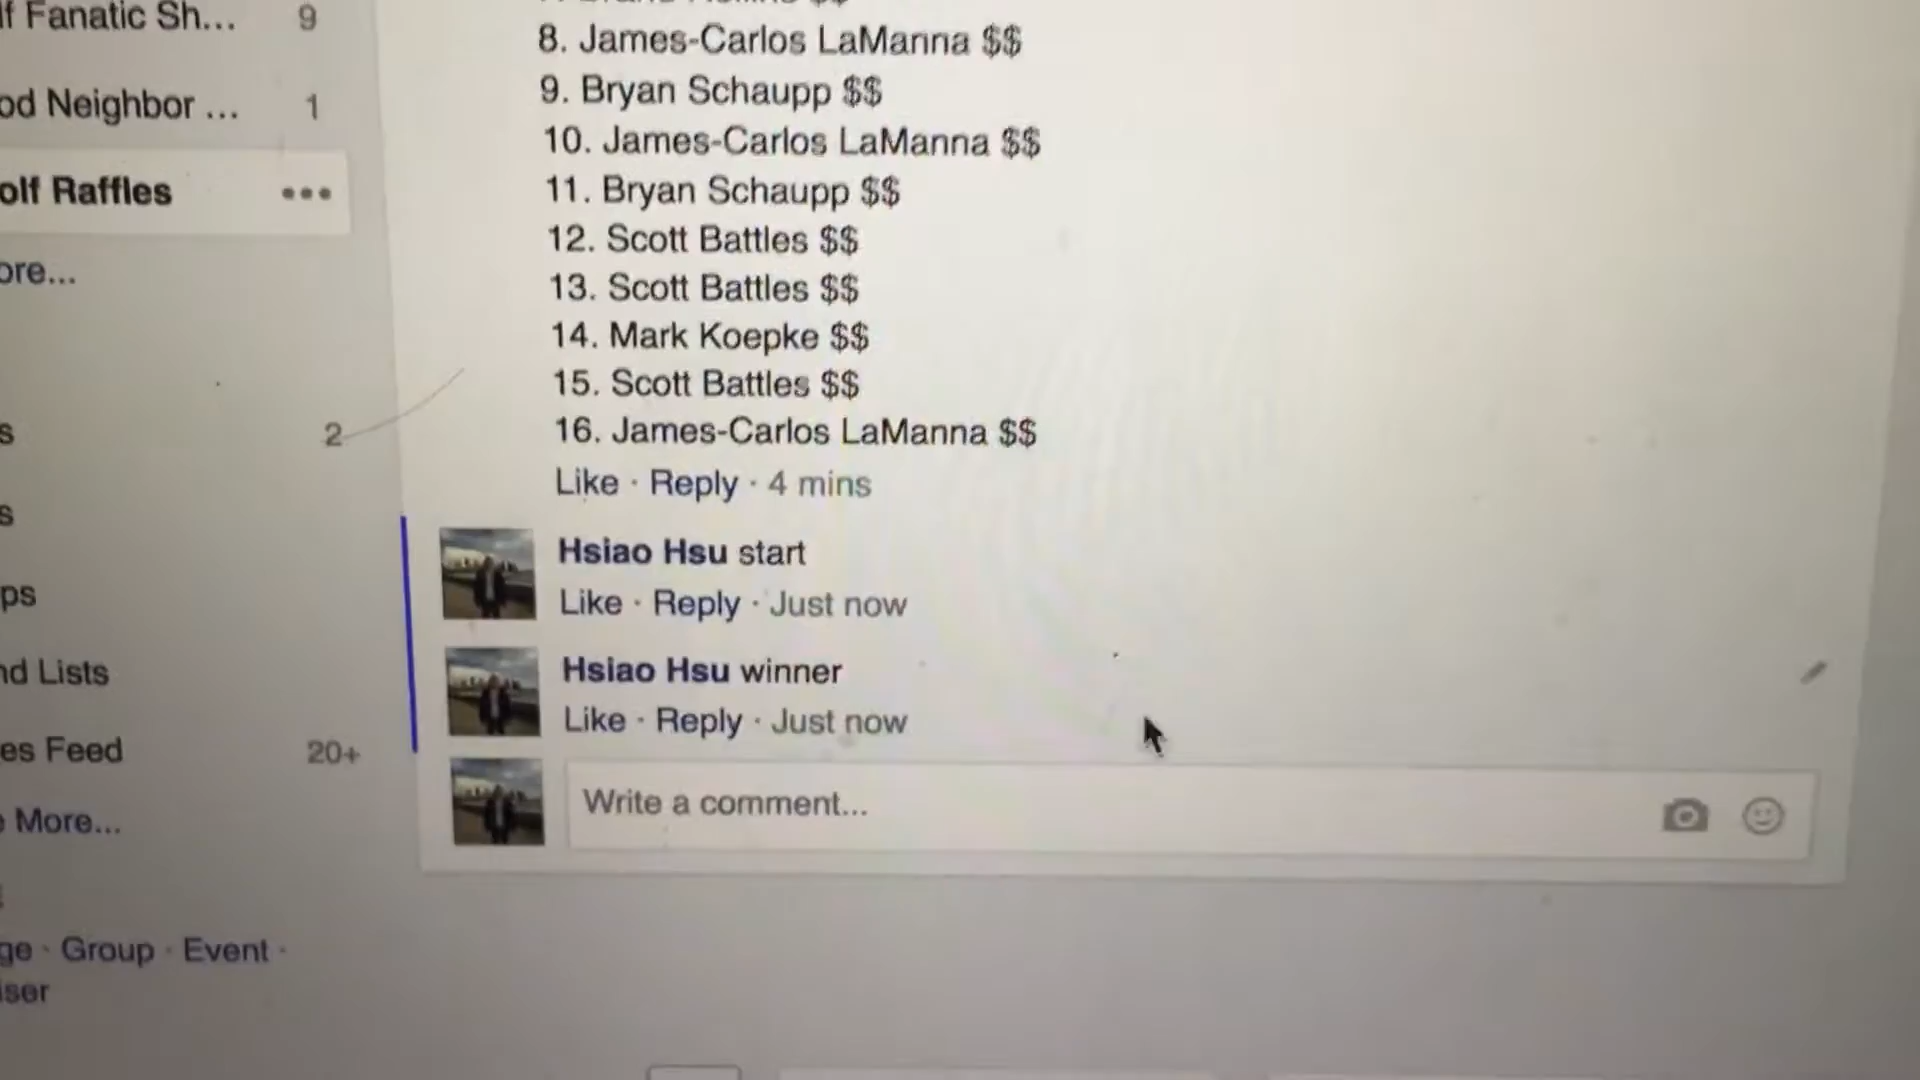 lf Fanatic Sh... 9
od Neighbor ... 1
olf Raffles •••
ore...
s 2
s
ps
nd Lists
es Feed 20+
e More...
ge · Group · Event ·
iser
8. James-Carlos LaManna $$
9. Bryan Schaupp $$
10. James-Carlos LaManna $$
11. Bryan Schaupp $$
12. Scott Battles $$
13. Scott Battles $$
14. Mark Koepke $$
15. Scott Battles $$
16. James-Carlos LaManna $$
Like · Reply · 4 mins
Hsiao Hsu start
Like · Reply · Just now
Hsiao Hsu winner
Like · Reply · Just now
Write a comment...